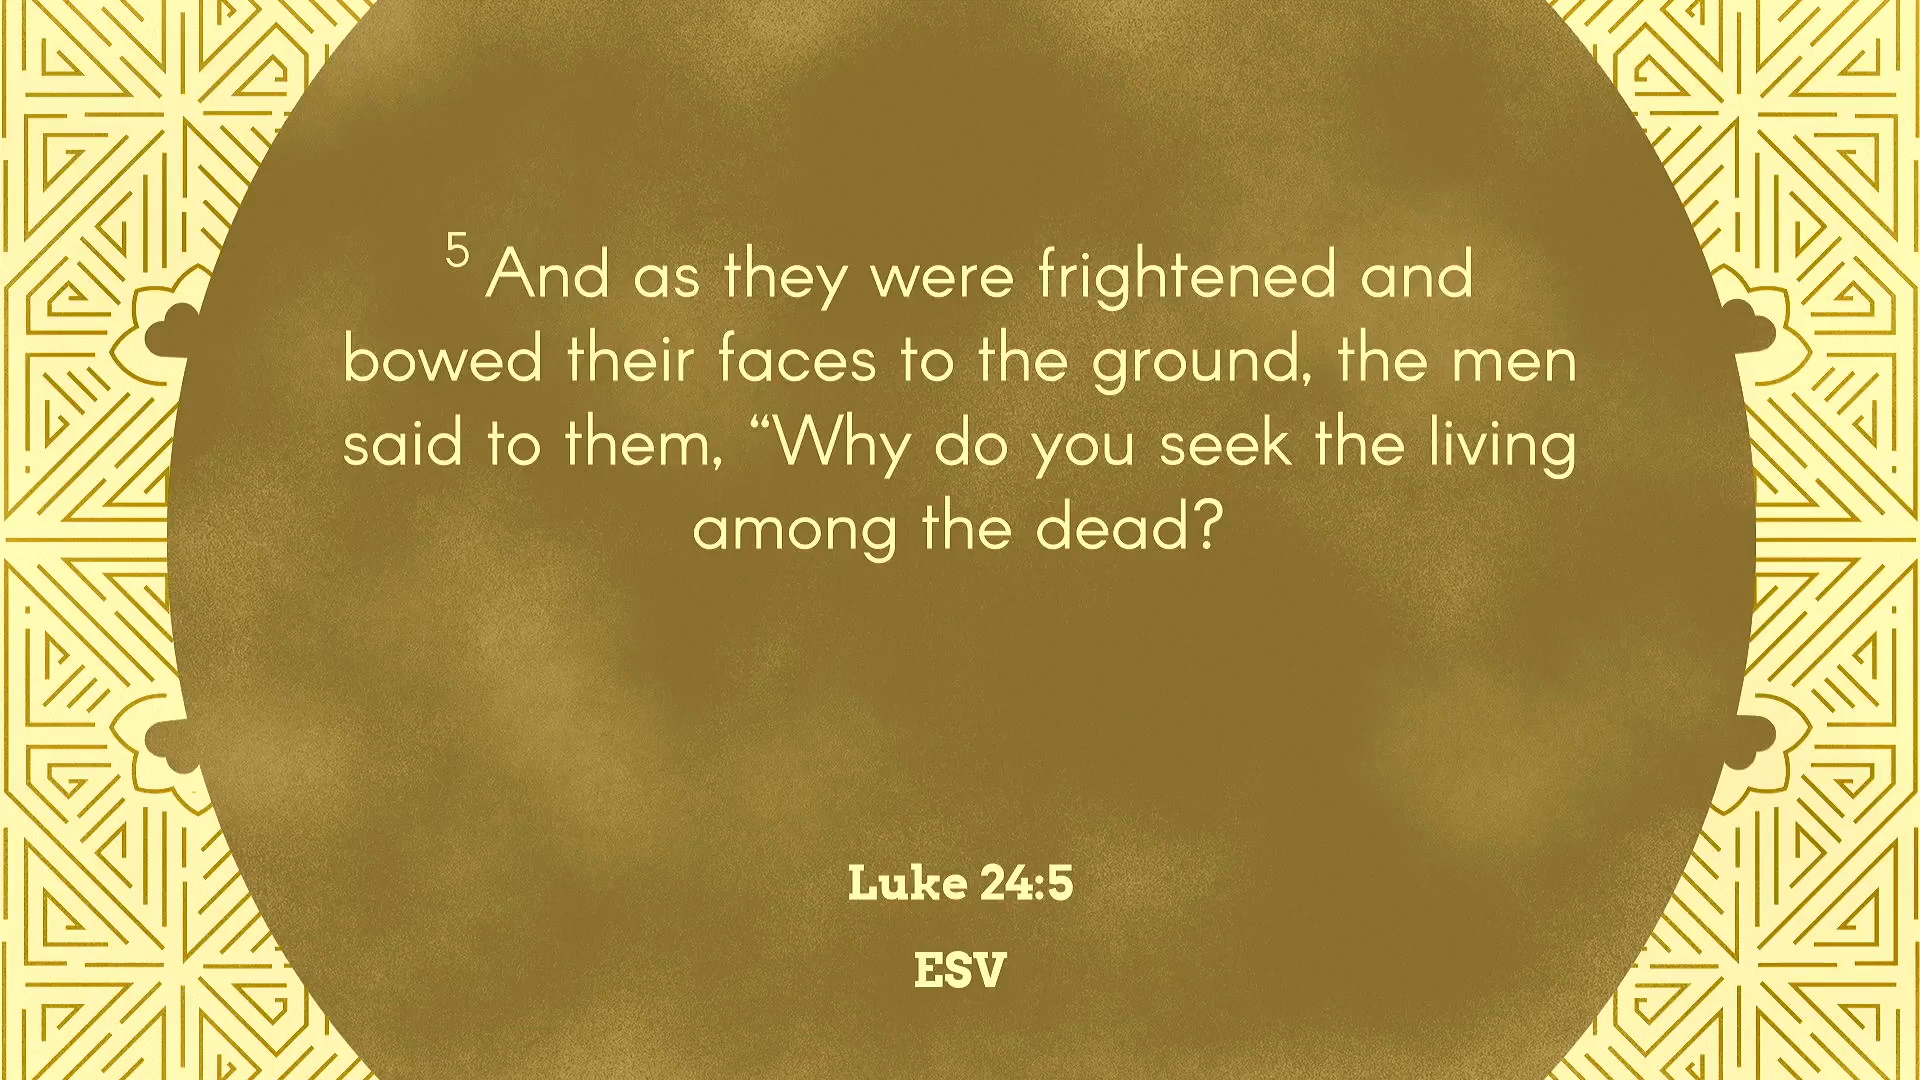 5 And as they were frightened and
bowed their faces to the ground, the men
said to them, “Why do you seek the living
among the dead?
Luke 24:5
ESV